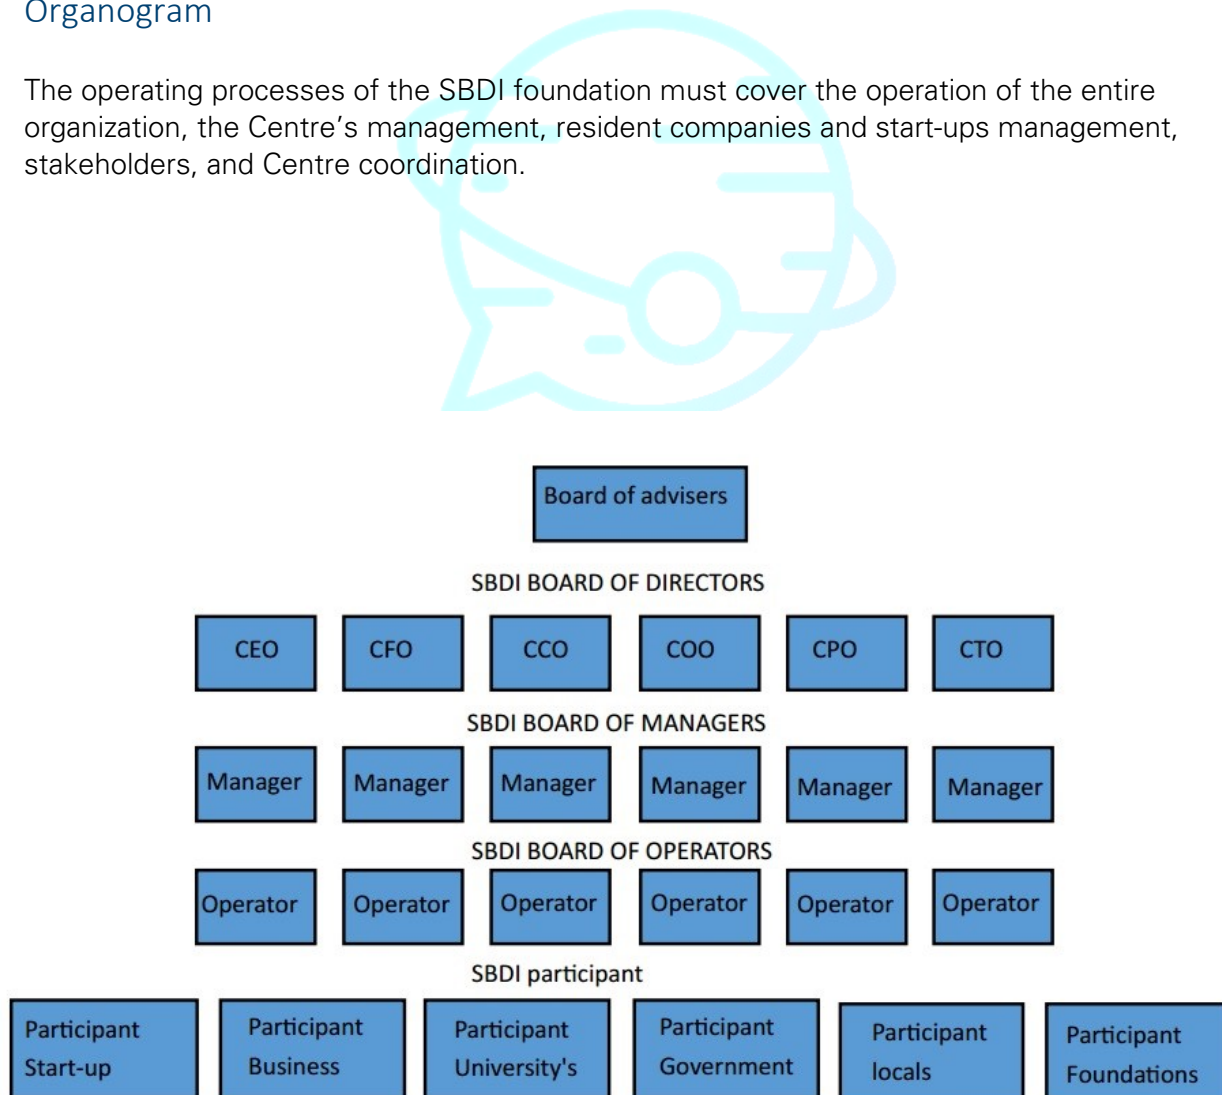 Organogram
The operating processes of the SBDI foundation must cover the operation of the entire
organization, the Centre’s management, resident companies and start-ups management,
stakeholders, and Centre coordination.
Board of advisers
SBDI BOARD OF DIRECTORS
CEO CFO CCO COO CPO CTO
SBDI BOARD OF MANAGERS
Manager Manager Manager Manager Manager Manager
SBDI BOARD OF OPERATORS
Operator Operator Operator Operator Operator Operator
SBDI participant
Participant Participant Participant Participant Participant Participant
Start-up Business University's Government locals Foundations